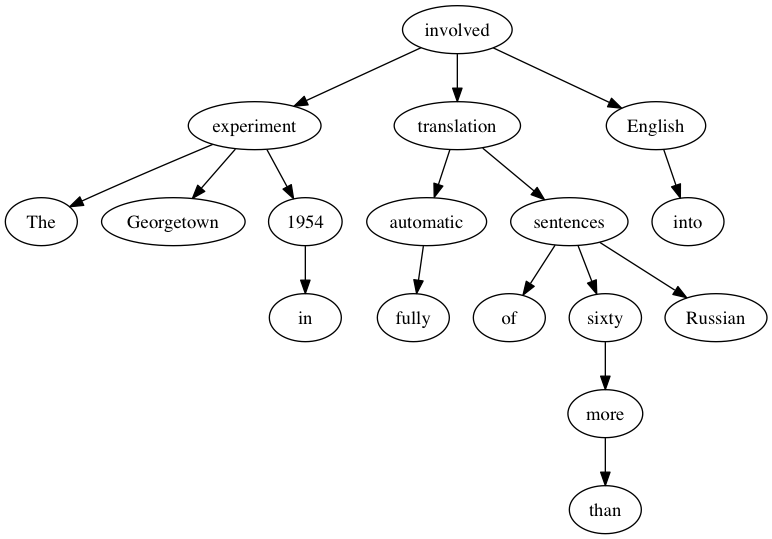 involved
experiment translation English
The Georgetown 1954 automatic sentences into
in fully of sixty Russian
more
than